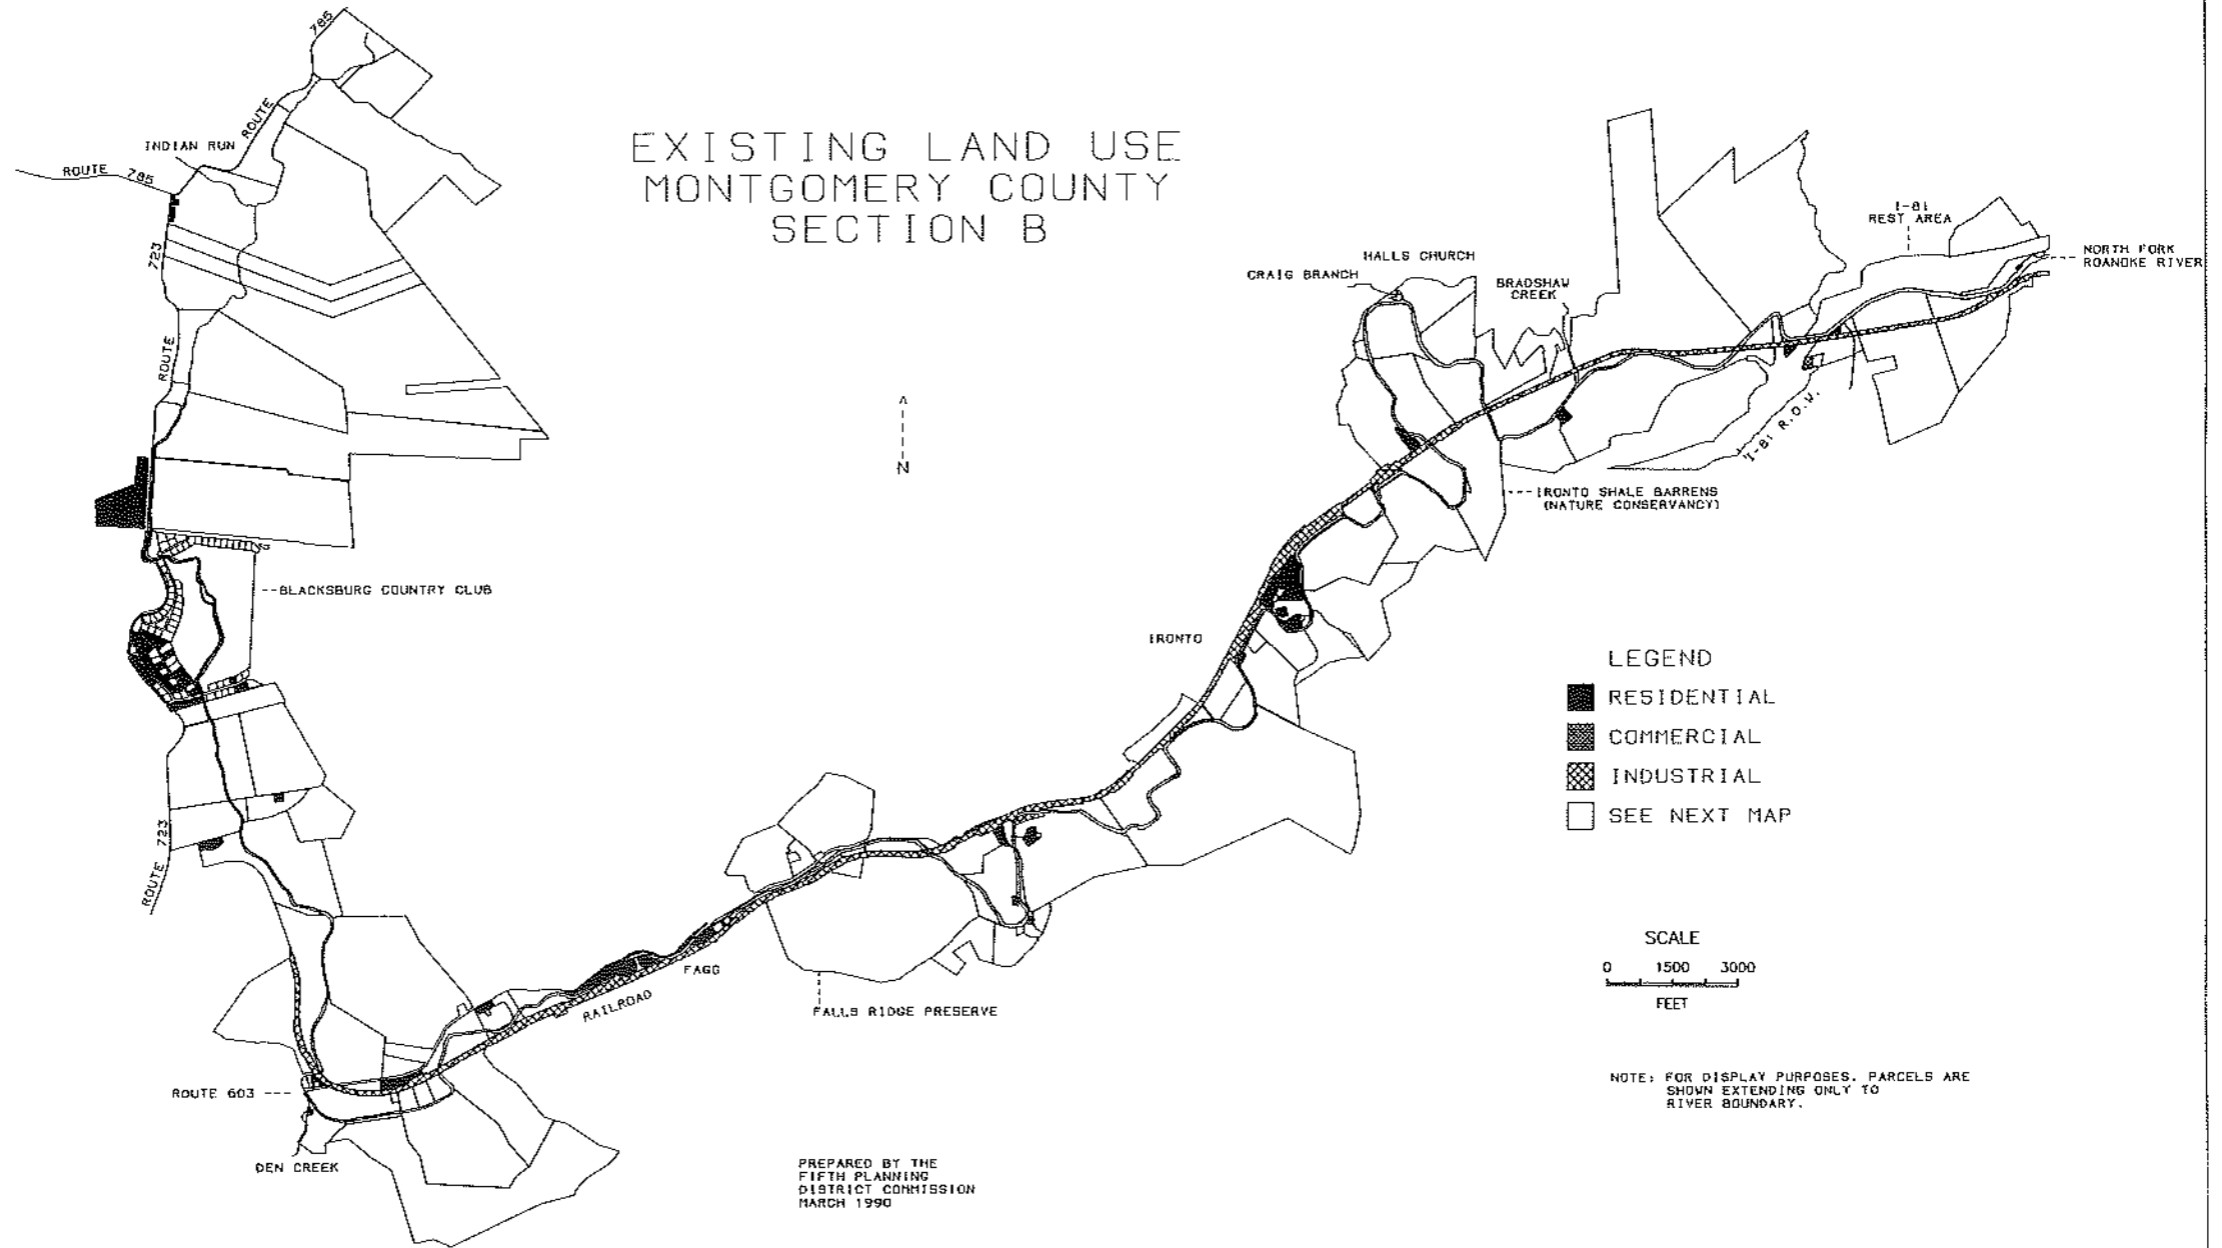 EXISTING LAND USE
MONTGOMERY COUNTY
SECTION B
785
ROUTE
INDIAN RUN
ROUTE 785
723
ROUTE
BLACKSBURG COUNTRY CLUB
ROUTE 723
ROUTE 603
DEN CREEK
RAILROAD
FAGG
FALLS RIDGE PRESERVE
IRONTO
N
HALLS CHURCH
CRAIG BRANCH
BRADSHAW
CREEK
I-81
REST AREA
NORTH FORK
ROANOKE RIVER
I-81 R.O.W.
IRONTO SHALE BARRENS
(NATURE CONSERVANCY)
LEGEND
RESIDENTIAL
COMMERCIAL
INDUSTRIAL
SEE NEXT MAP
SCALE
0 1500 3000
FEET
NOTE: FOR DISPLAY PURPOSES. PARCELS ARE
SHOWN EXTENDING ONLY TO
RIVER BOUNDARY.
PREPARED BY THE
FIFTH PLANNING
DISTRICT COMMISSION
MARCH 1990